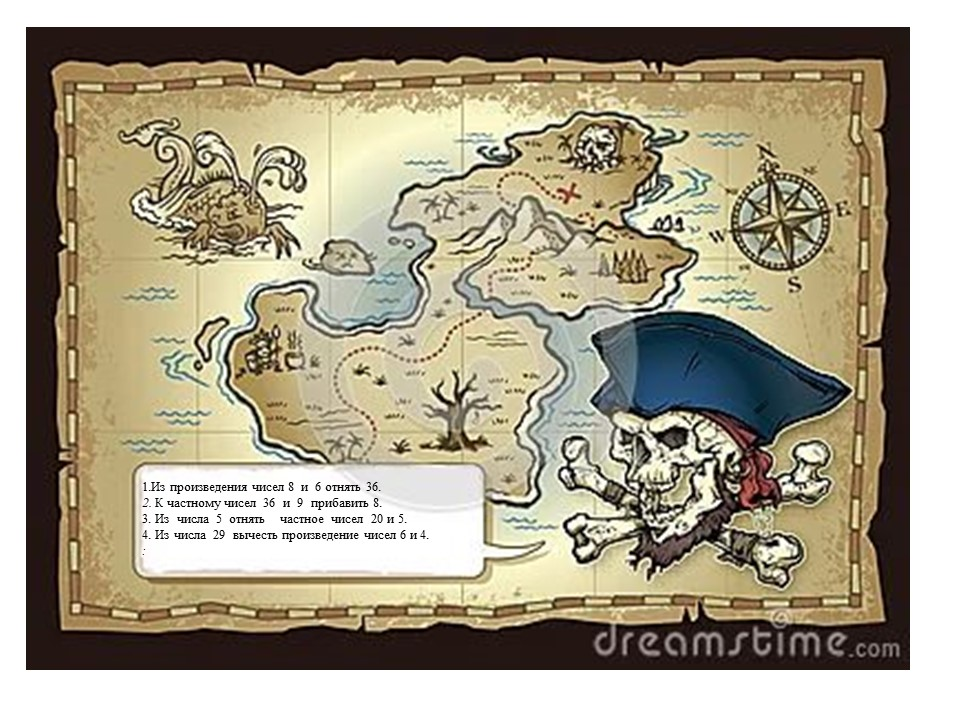 N
NE
E
W
S
1.Из произведения чисел 8 и 6 отнять 36.
2. К частному чисел 36 и 9 прибавить 8.
3. Из числа 5 отнять частное чисел 20 и 5.
4. Из числа 29 вычесть произведение чисел 6 и 4.
:
dreamstime.com